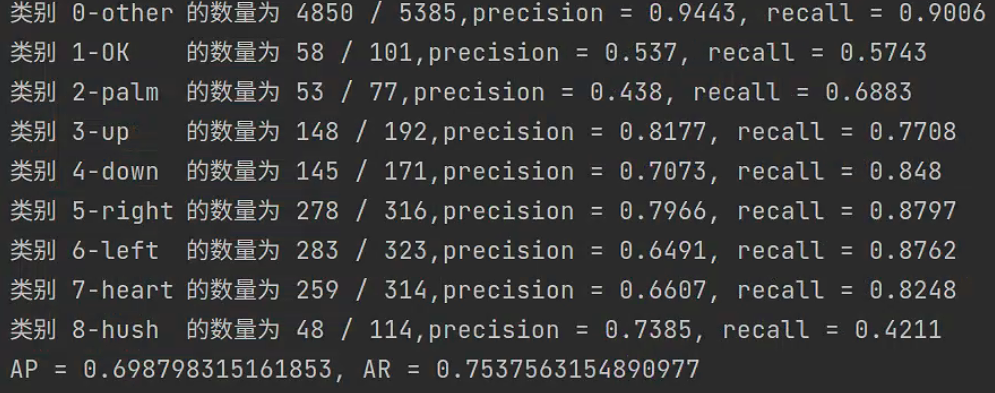 类别 0-other 的数量为 4850 / 5385,precision = 0.9443, recall = 0.9006
类别 1-OK 的数量为 58 / 101,precision = 0.537, recall = 0.5743
类别 2-palm 的数量为 53 / 77,precision = 0.438, recall = 0.6883
类别 3-up 的数量为 148 / 192,precision = 0.8177, recall = 0.7708
类别 4-down 的数量为 145 / 171,precision = 0.7073, recall = 0.848
类别 5-right 的数量为 278 / 316,precision = 0.7966, recall = 0.8797
类别 6-left 的数量为 283 / 323,precision = 0.6491, recall = 0.8762
类别 7-heart 的数量为 259 / 314,precision = 0.6607, recall = 0.8248
类别 8-hush 的数量为 48 / 114,precision = 0.7385, recall = 0.4211
AP = 0.698798315161853, AR = 0.7537563154890977